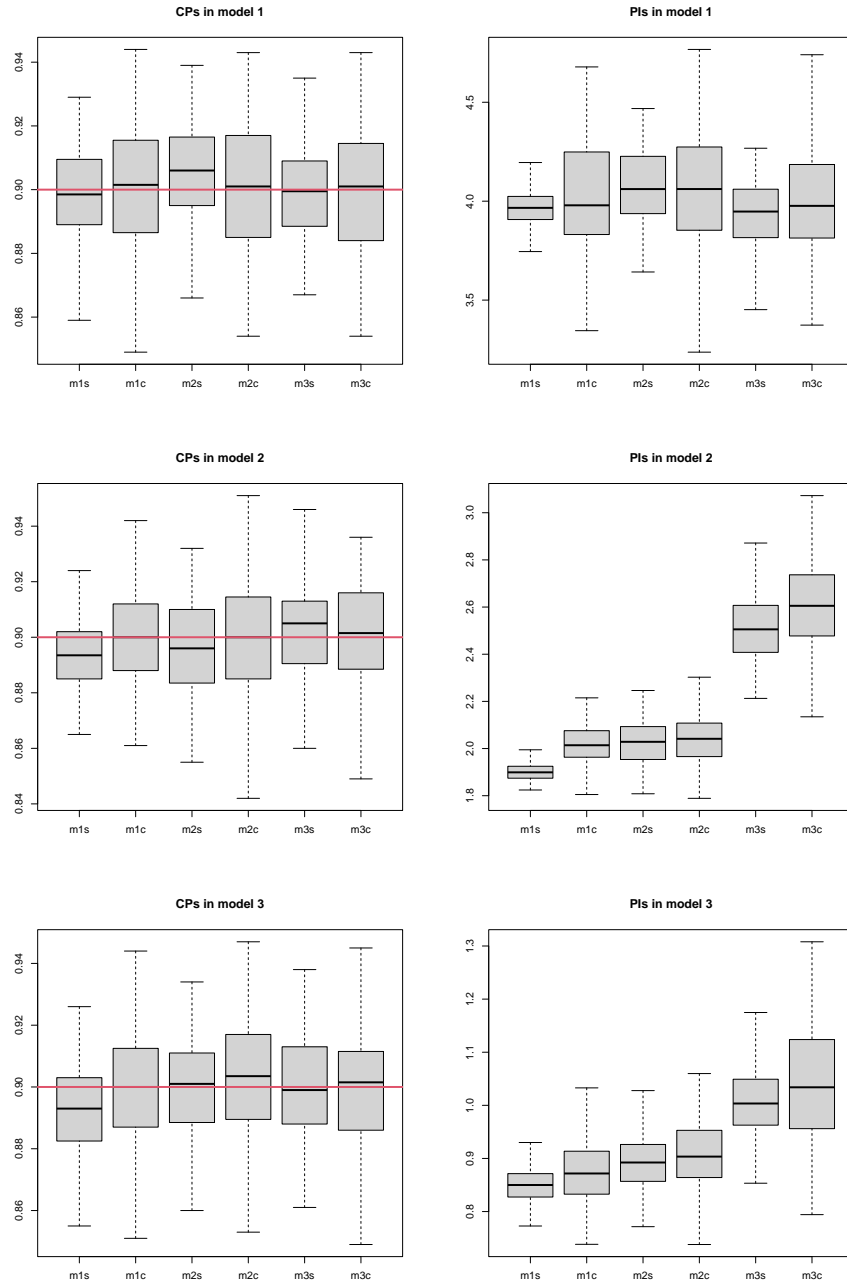 CPs in model 1
0.94
0.92
0.90
0.88
0.86
m1s m1c m2s m2c m3s m3c
PIs in model 1
4.5
4.0
3.5
m1s m1c m2s m2c m3s m3c
CPs in model 2
0.94
0.92
0.90
0.88
0.86
0.84
m1s m1c m2s m2c m3s m3c
PIs in model 2
3.0
2.8
2.6
2.4
2.2
2.0
1.8
m1s m1c m2s m2c m3s m3c
CPs in model 3
0.94
0.92
0.90
0.88
0.86
m1s m1c m2s m2c m3s m3c
PIs in model 3
1.3
1.2
1.1
1.0
0.9
0.8
m1s m1c m2s m2c m3s m3c